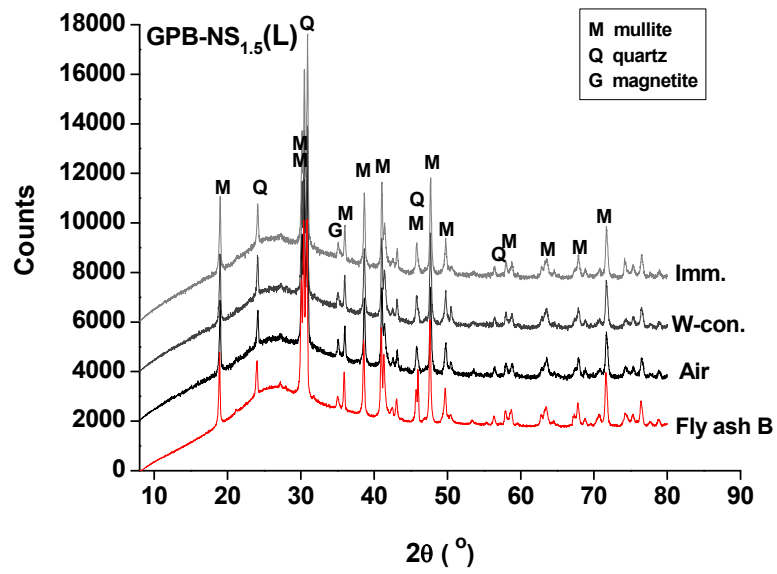 GPB-NS1.5(L)
Q
M mullite
Q quartz
G magnetite
18000
16000
14000
12000
10000
8000
6000
4000
2000
0
Counts
M
Q
M
M
G
M
M
M
Q
M
M
M
Q
M
M
M
M
Imm.
W-con.
Air
Fly ash B
10
20
30
40
50
60
70
80
90
2θ ( o)